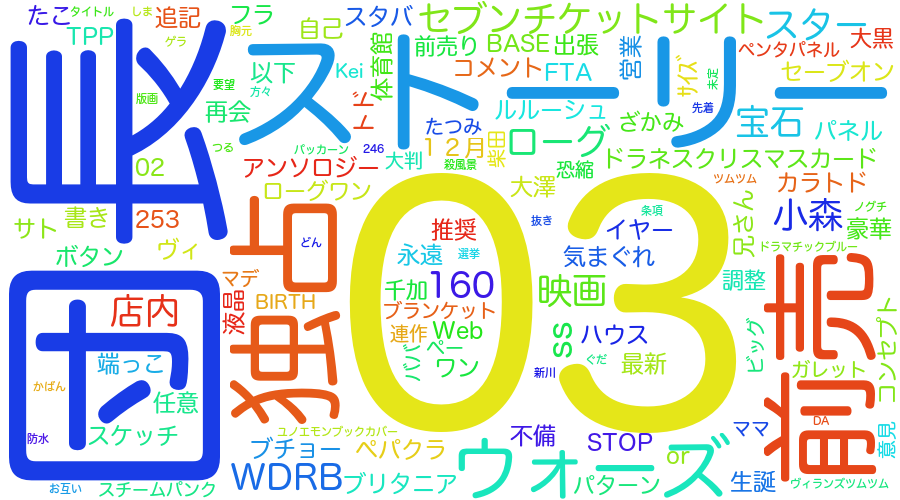 たこ
タイトル
しま
追記
フラ
スタバ
セブンチケットサイト
TPP
ゲラ
胸元
自己
体育館
前売り
BASE
出張
営業
スター
大黒
ペンタパネル
以下
Kei
コメント
FTA
サイズ
未定
セーブオン
要望
方々
版画
再会
ストーリー
ルルーシュ
先着
宝石
パネル
つる
パッカーン
246
たつみ
ローグ
ざかみ
12月
柴田
02
アンソロジー
大判
殺風景
恐縮
ドラネスクリスマスカード
ローグワン
大澤
ツムツム
カラトド
サト
書き
253
独占
03
抜き
イヤー
条項
兄さん
小森
ノグチ
豪華
ヴィ
どん
推奨
永遠
選挙
気まぐれ
ドラマチックブルー
ボタン
マデ
千加
160
映画
調整
前売
団
店内
液晶
BIRTH
ブランケット
連作
Web
SS
ハウス
ビッグ
コンセプト
端っこ
ペー
ワン
ぐだ
最新
新川
ガレット
かばん
任意
スケッチ
防水
ユノエモンブックカバー
DA
意見
ブチョー
ペパクラ
ウォーズ
不備
STOP
or
ママ
お互い
スチームパンク
WDRB
ブリタニア
パターン
生誕
ヴィランズツムツム